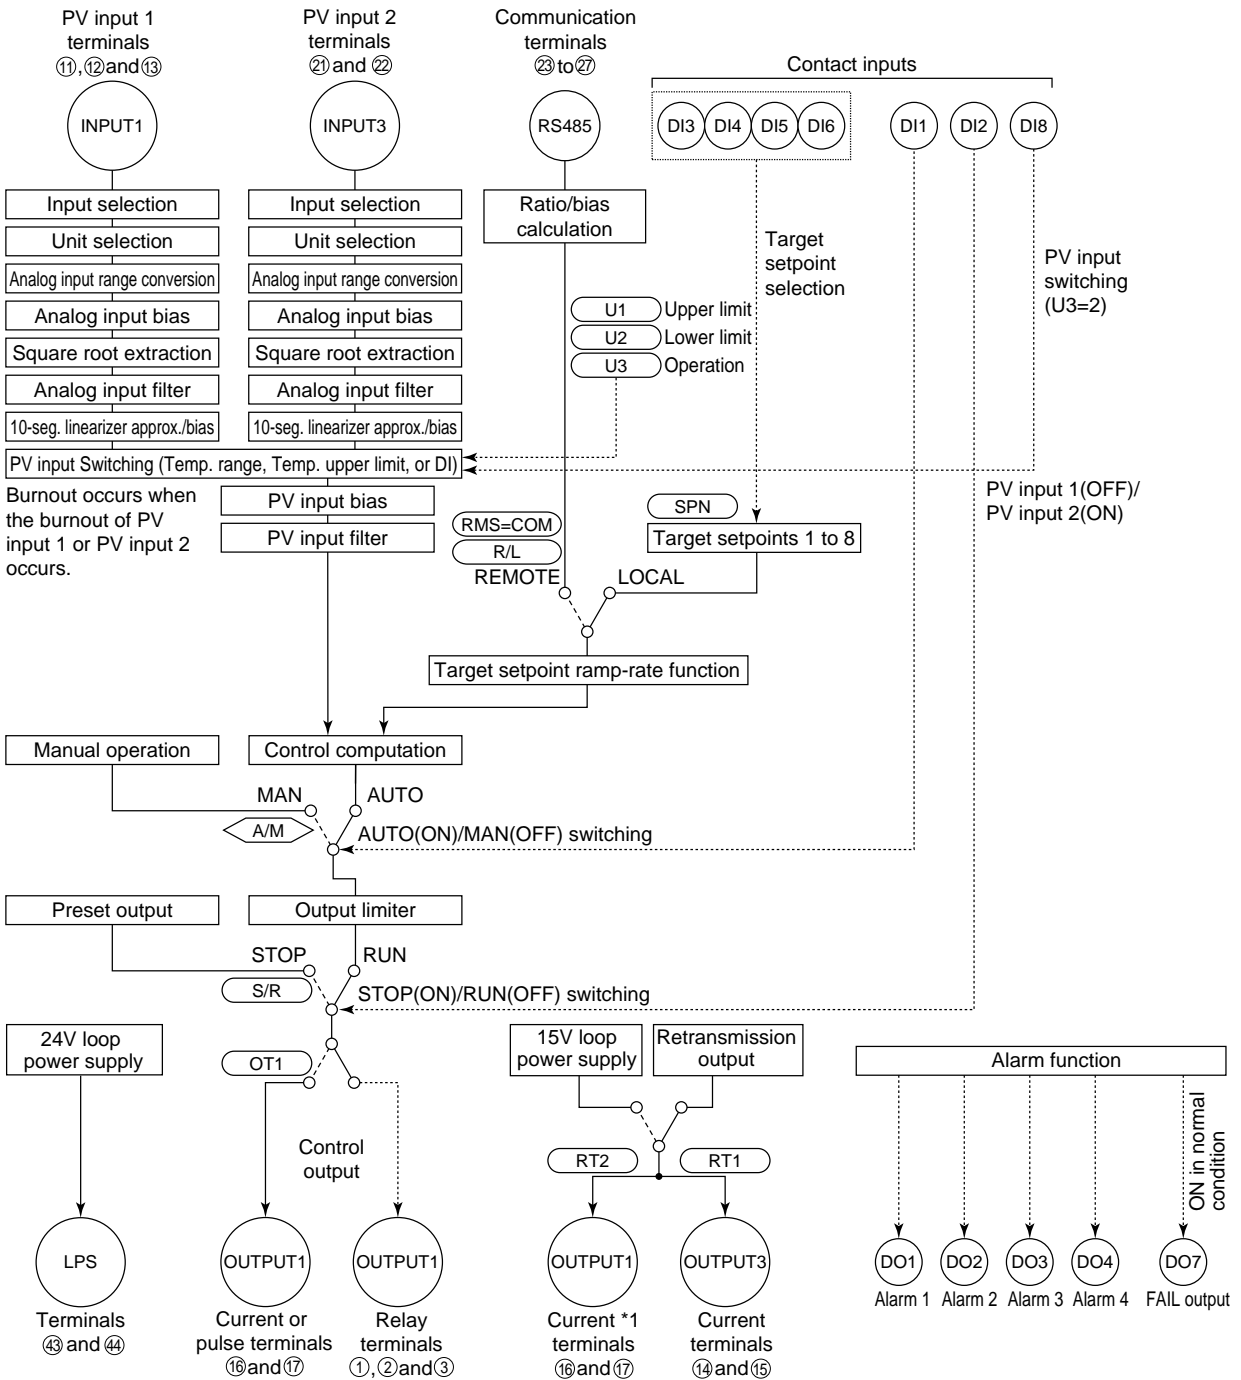 PV input 1
terminals
⑪,⑫and⑬
PV input 2
terminals
㉑and ㉒
Communication
terminals
㉓to㉗
Contact inputs
INPUT1
INPUT3
RS485
DI3
DI4
DI5
DI6
DI1
DI2
DI8
Input selection
Unit selection
Analog input range conversion
Analog input bias
Square root extraction
Analog input filter
10-seg. linearizer approx./bias
Input selection
Unit selection
Analog input range conversion
Analog input bias
Square root extraction
Analog input filter
10-seg. linearizer approx./bias
Ratio/bias
calculation
Target
setpoint
selection
PV input
switching
(U3=2)
U1 Upper limit
U2 Lower limit
U3 Operation
PV input Switching (Temp. range, Temp. upper limit, or DI)
Burnout occurs when
the burnout of PV
input 1 or PV input 2
occurs.
PV input bias
PV input filter
PV input 1(OFF)/
PV input 2(ON)
SPN
RMS=COM
R/L
Target setpoints 1 to 8
REMOTE
LOCAL
Target setpoint ramp-rate function
Manual operation
Control computation
MAN
AUTO
A/M
AUTO(ON)/MAN(OFF) switching
Preset output
Output limiter
STOP
RUN
S/R
STOP(ON)/RUN(OFF) switching
24V loop
power supply
OT1
15V loop
power supply
Retransmission
output
Alarm function
Control
output
RT2
RT1
ON in normal
condition
LPS
OUTPUT1
OUTPUT1
OUTPUT1
OUTPUT3
DO1
DO2
DO3
DO4
DO7
Alarm 1
Alarm 2
Alarm 3
Alarm 4
FAIL output
Terminals
㊸and ㊹
Current or
pulse terminals
⑯and⑰
Relay
terminals
①,②and③
Current *1
terminals
⑯and⑰
Current
terminals
⑭and⑮